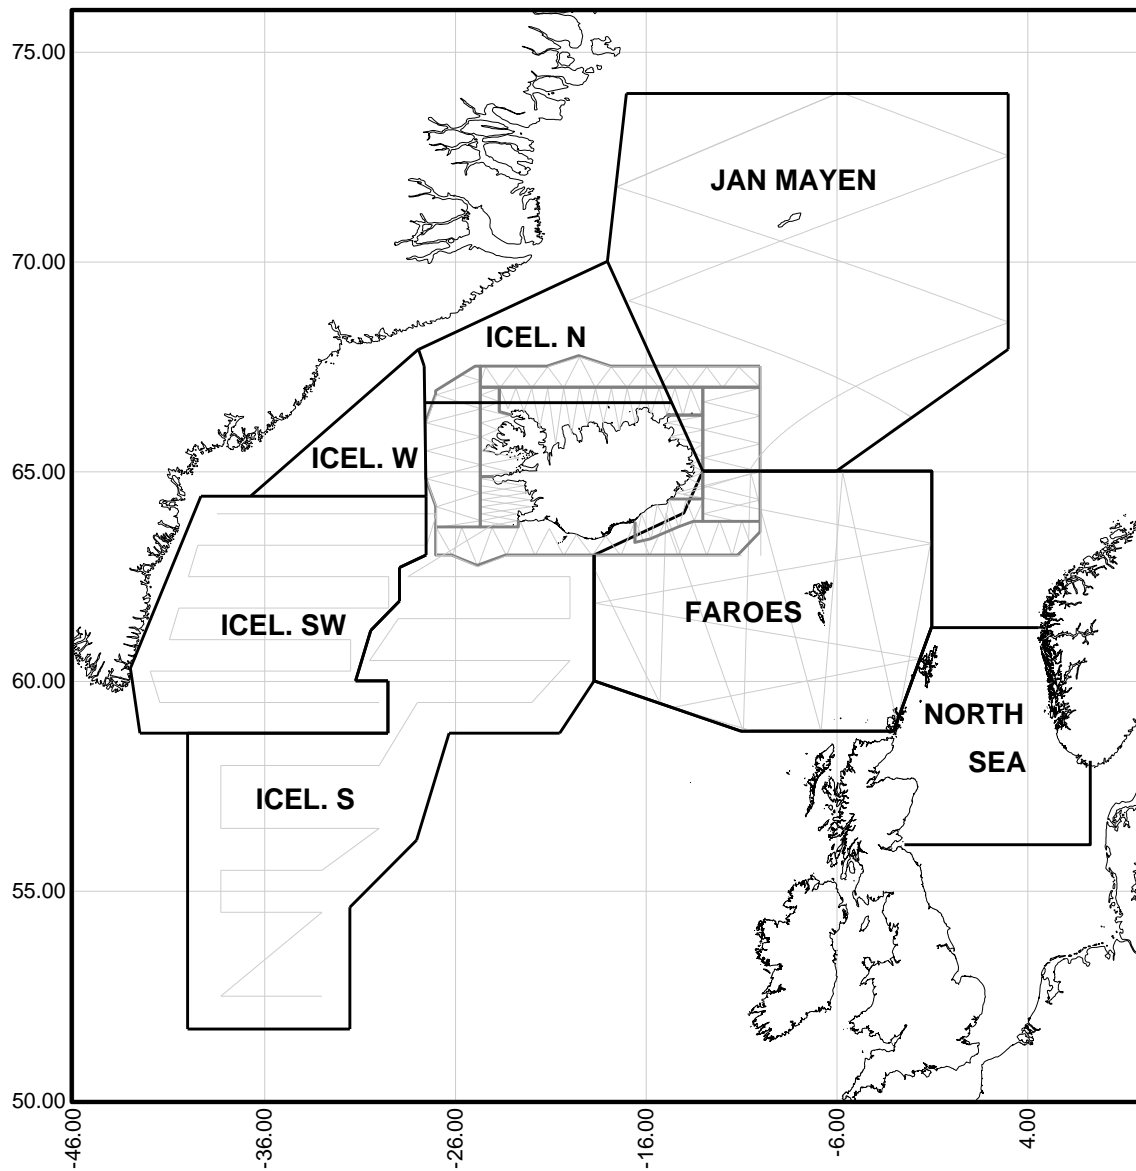 75.00
JAN MAYEN
70.00
ICEL. N
65.00
ICEL. W
ICEL. SW
FAROES
60.00
NORTH
SEA
ICEL. S
55.00
50.00
-46.00
-36.00
-26.00
-16.00
-6.00
4.00